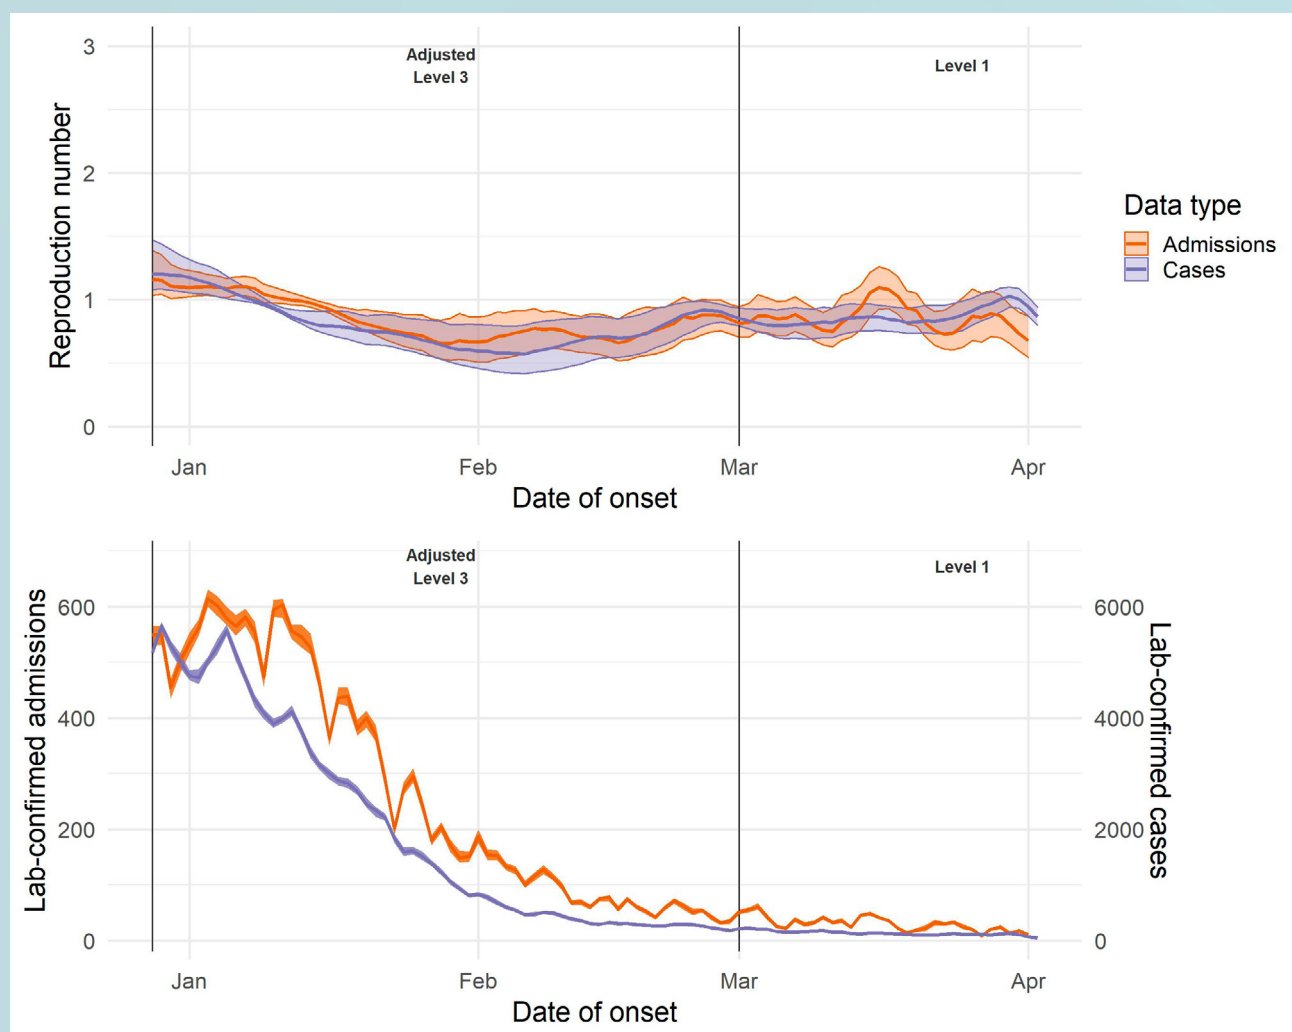 3
2
1
0
Reproduction number
Adjusted
Level 3
Level 1
Jan
Feb
Mar
Apr
Date of onset
Data type
Admissions
Cases
600
400
200
0
Lab-confirmed admissions
Adjusted
Level 3
Level 1
6000
4000
2000
0
Lab-confirmed cases
Jan
Feb
Mar
Apr
Date of onset